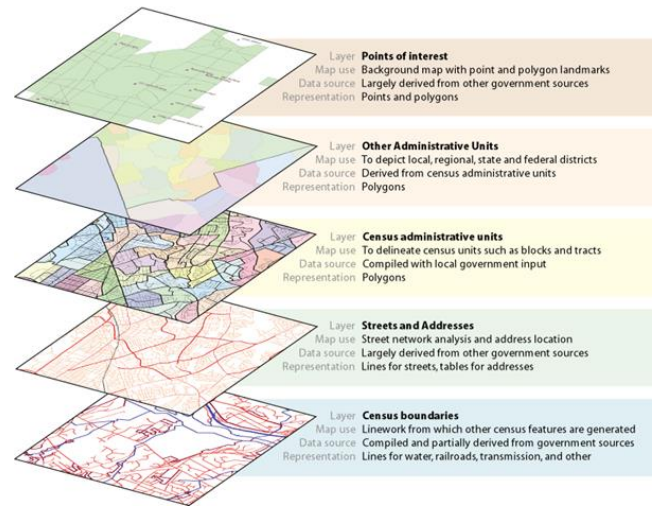 Layer Points of interest
Map use Background map with point and polygon landmarks
Data source Largely derived from other government sources
Representation Points and polygons
Layer Other Administrative Units
Map use To depict local, regional, state and federal districts
Data source Derived from census administrative units
Representation Polygons
Layer Census administrative units
Map use To delineate census units such as blocks and tracts
Data source Compiled with local government input
Representation Polygons
Layer Streets and Addresses
Map use Street network analysis and address location
Data source Largely derived from other government sources
Representation Lines for streets, tables for addresses
Layer Census boundaries
Map use Linework from which other census features are generated
Data source Compiled and partially derived from government sources
Representation Lines for water, railroads, transmission, and other